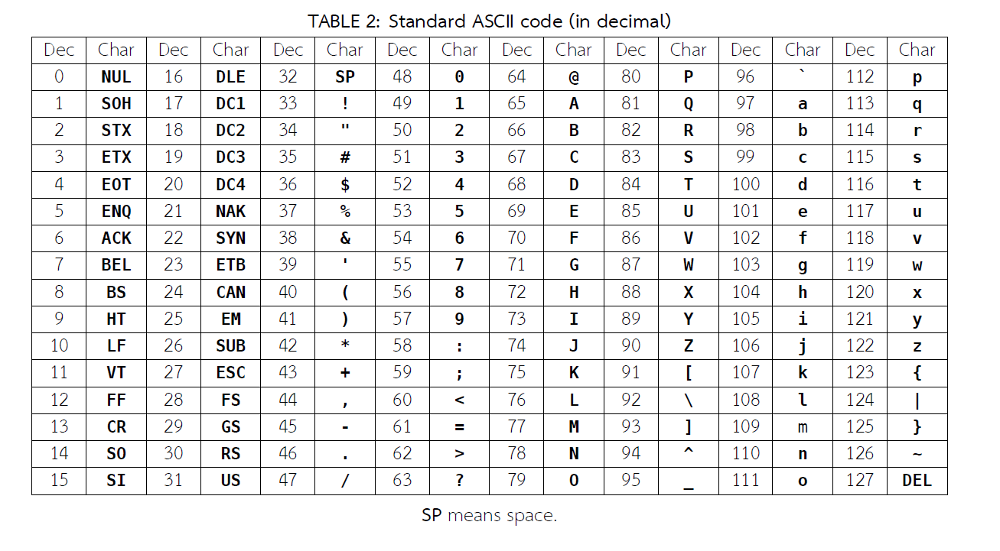 TABLE 2: Standard ASCII code (in decimal)
Dec Char Dec Char Dec Char Dec Char Dec Char Dec Char Dec Char Dec Char
0 NUL 16 DLE 32 SP 48 0 64 @ 80 P 96 ` 112 p
1 SOH 17 DC1 33 ! 49 1 65 A 81 Q 97 a 113 q
2 STX 18 DC2 34 " 50 2 66 B 82 R 98 b 114 r
3 ETX 19 DC3 35 # 51 3 67 C 83 S 99 c 115 s
4 EOT 20 DC4 36 $ 52 4 68 D 84 T 100 d 116 t
5 ENQ 21 NAK 37 % 53 5 69 E 85 U 101 e 117 u
6 ACK 22 SYN 38 & 54 6 70 F 86 V 102 f 118 v
7 BEL 23 ETB 39 ' 55 7 71 G 87 W 103 g 119 w
8 BS 24 CAN 40 ( 56 8 72 H 88 X 104 h 120 x
9 HT 25 EM 41 ) 57 9 73 I 89 Y 105 i 121 y
10 LF 26 SUB 42 * 58 : 74 J 90 Z 106 j 122 z
11 VT 27 ESC 43 + 59 ; 75 K 91 [ 107 k 123 {
12 FF 28 FS 44 , 60 < 76 L 92 \ 108 l 124 |
13 CR 29 GS 45 - 61 = 77 M 93 ] 109 m 125 }
14 SO 30 RS 46 . 62 > 78 N 94 ^ 110 n 126 ~
15 SI 31 US 47 / 63 ? 79 O 95 _ 111 o 127 DEL
SP means space.